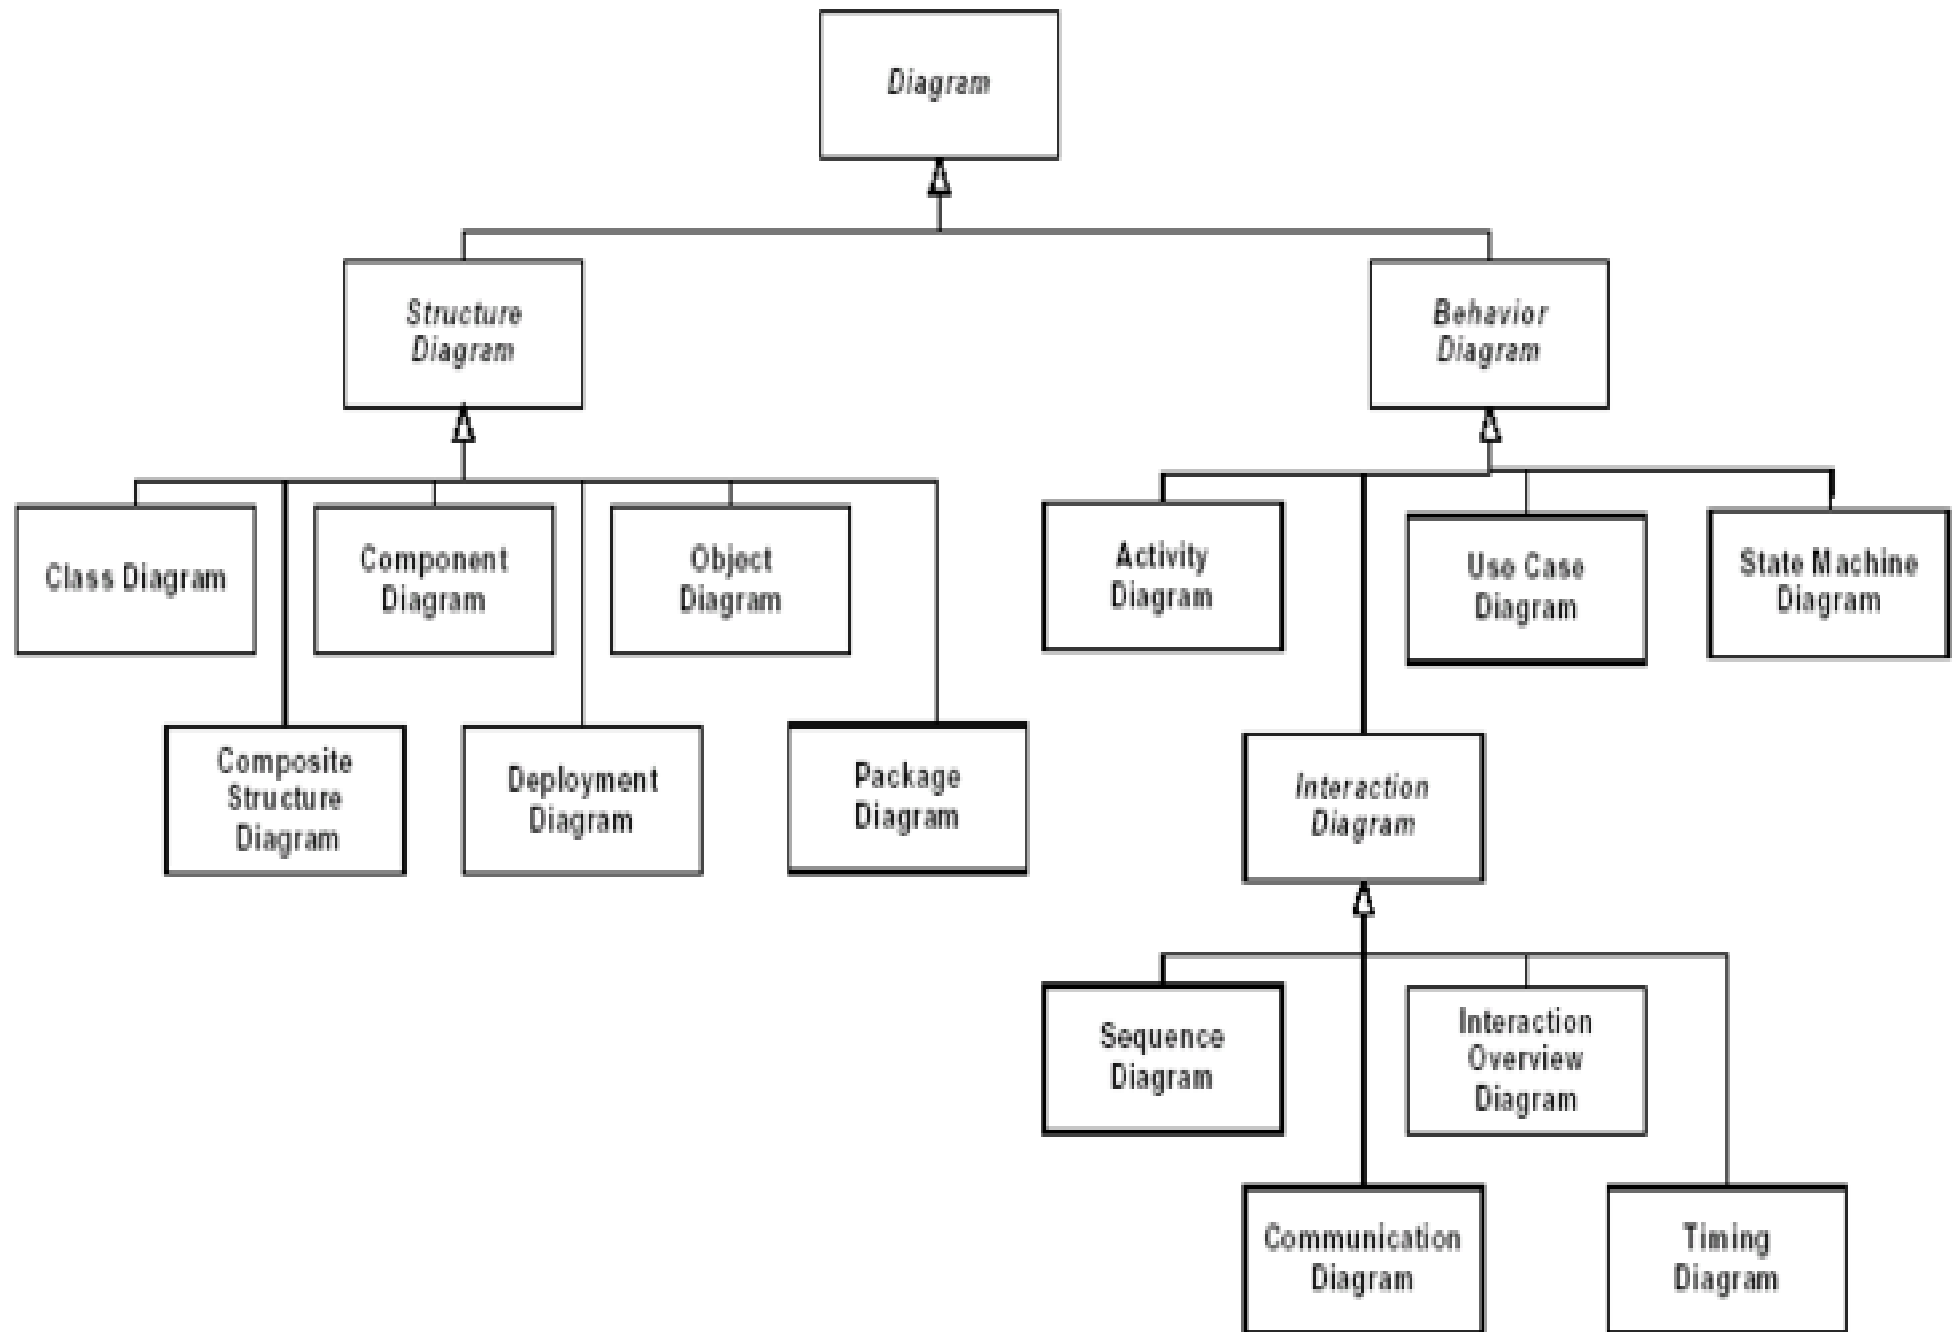 Diagram
Structure
Diagram
Behavior
Diagram
Class Diagram
Component
Diagram
Object
Diagram
Activity
Diagram
Use Case
Diagram
State Machine
Diagram
Composite
Structure
Diagram
Deployment
Diagram
Package
Diagram
Interaction
Diagram
Sequence
Diagram
Interaction
Overview
Diagram
Communication
Diagram
Timing
Diagram